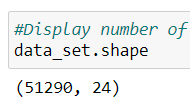 #Display number of
data_set.shape
(51290, 24)